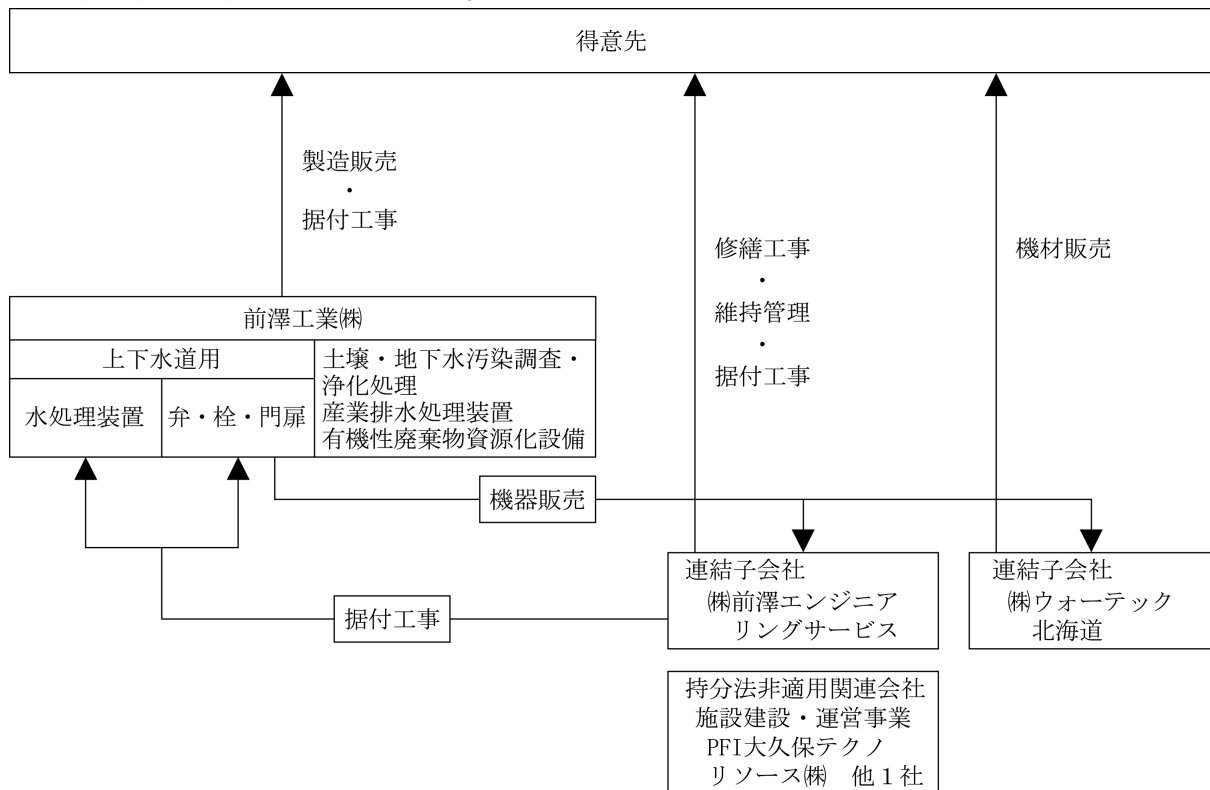 得意先
製造販売
・
据付工事
修繕工事
・
維持管理
・
据付工事
機材販売
前澤工業㈱
上下水道用
水処理装置
弁・栓・門扉
土壌・地下水汚染調査・
浄化処理
産業排水処理装置
有機性廃棄物資源化設備
機器販売
据付工事
連結子会社
㈱前澤エンジニア
リングサービス
連結子会社
㈱ウォーテック
北海道
持分法非適用関連会社
施設建設・運営事業
PFI大久保テクノ
リソース㈱　他１社